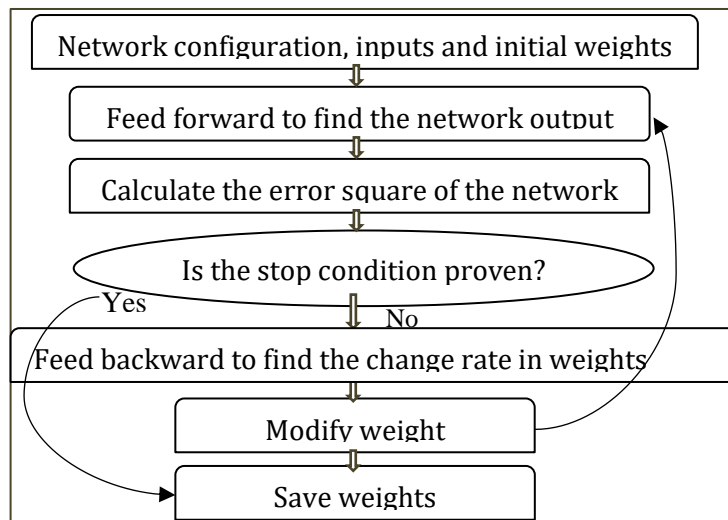 Network configuration, inputs and initial weights
Feed forward to find the network output
Calculate the error square of the network
Is the stop condition proven?
Yes
No
Feed backward to find the change rate in weights
Modify weight
Save weights